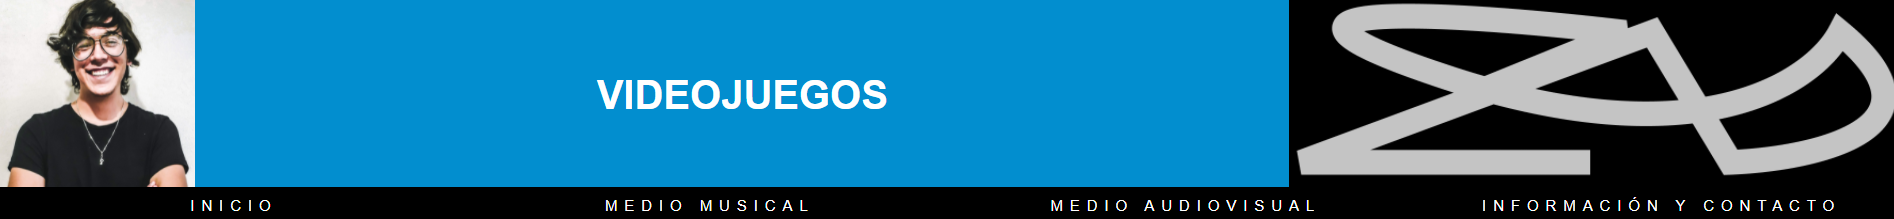 VIDEOJUEGOS
INICIO
MEDIO MUSICAL
MEDIO AUDIOVISUAL
INFORMACIÓN Y CONTACTO